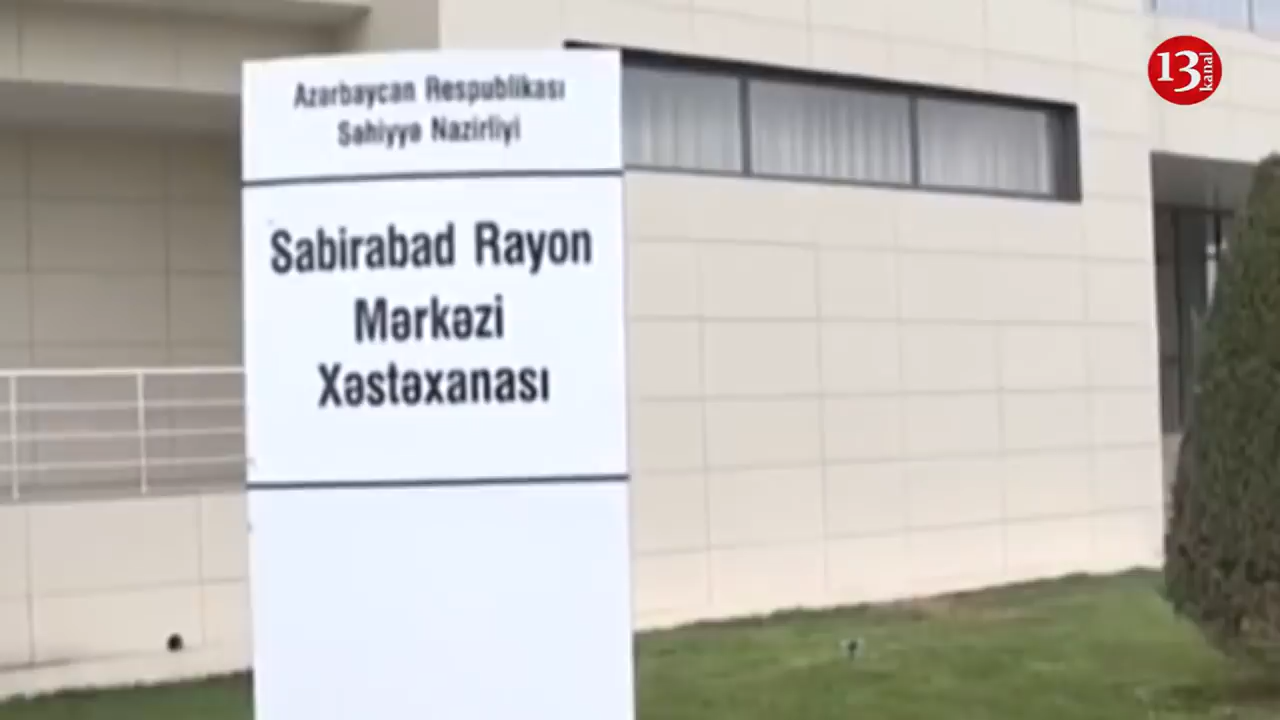 Azərbaycan Respublikası
Səhiyyə Nazirliyi
Sabirabad Rayon
Mərkəzi
Xəstəxanası
13 kanal